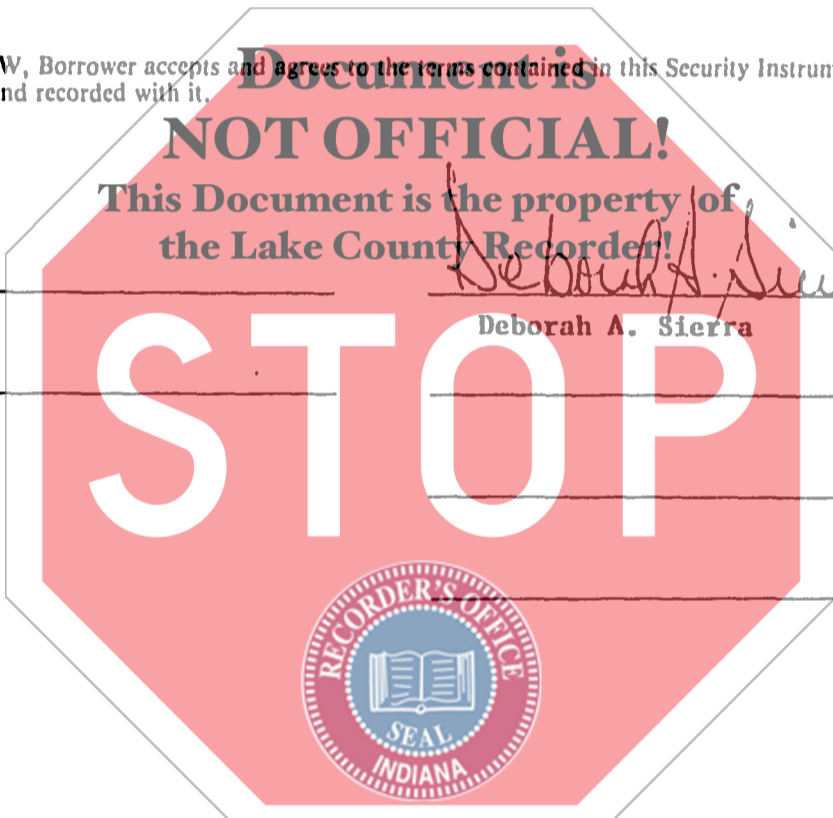 W, Borrower accepts and agrees to the terms contained in this Security Instrum
nd recorded with it.
Document is
NOT OFFICIAL!
This Document is the property of
the Lake County Recorder!
Deborah A. Sierra
STOP
RECORDER'S OFFICE
SEAL
INDIANA